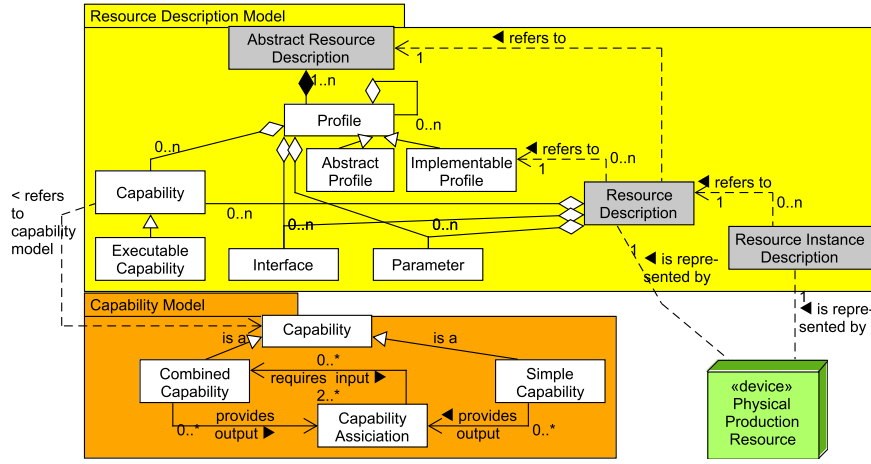 Resource Description Model
Abstract Resource
Description
◀ refers to
1
1..n
Profile
0..n
0..n
Abstract
Profile
Implementable
Profile
◀ refers to
1
0..n
< refers
to
capability
model
Capability
0..n
Resource
Description
◀ refers to
1
0..n
0..n
0..n
Executable
Capability
Interface
Parameter
Resource Instance
Description
1
◀ is repre-
sented by
1
◀ is repre-
sented by
Capability Model
Capability
is a
is a
Combined
Capability
0..*
requires input ▶
2..*
Simple
Capability
provides
output ▶
0..*
Capability
Assiciation
◀ provides
output
0..*
«device»
Physical
Production
Resource